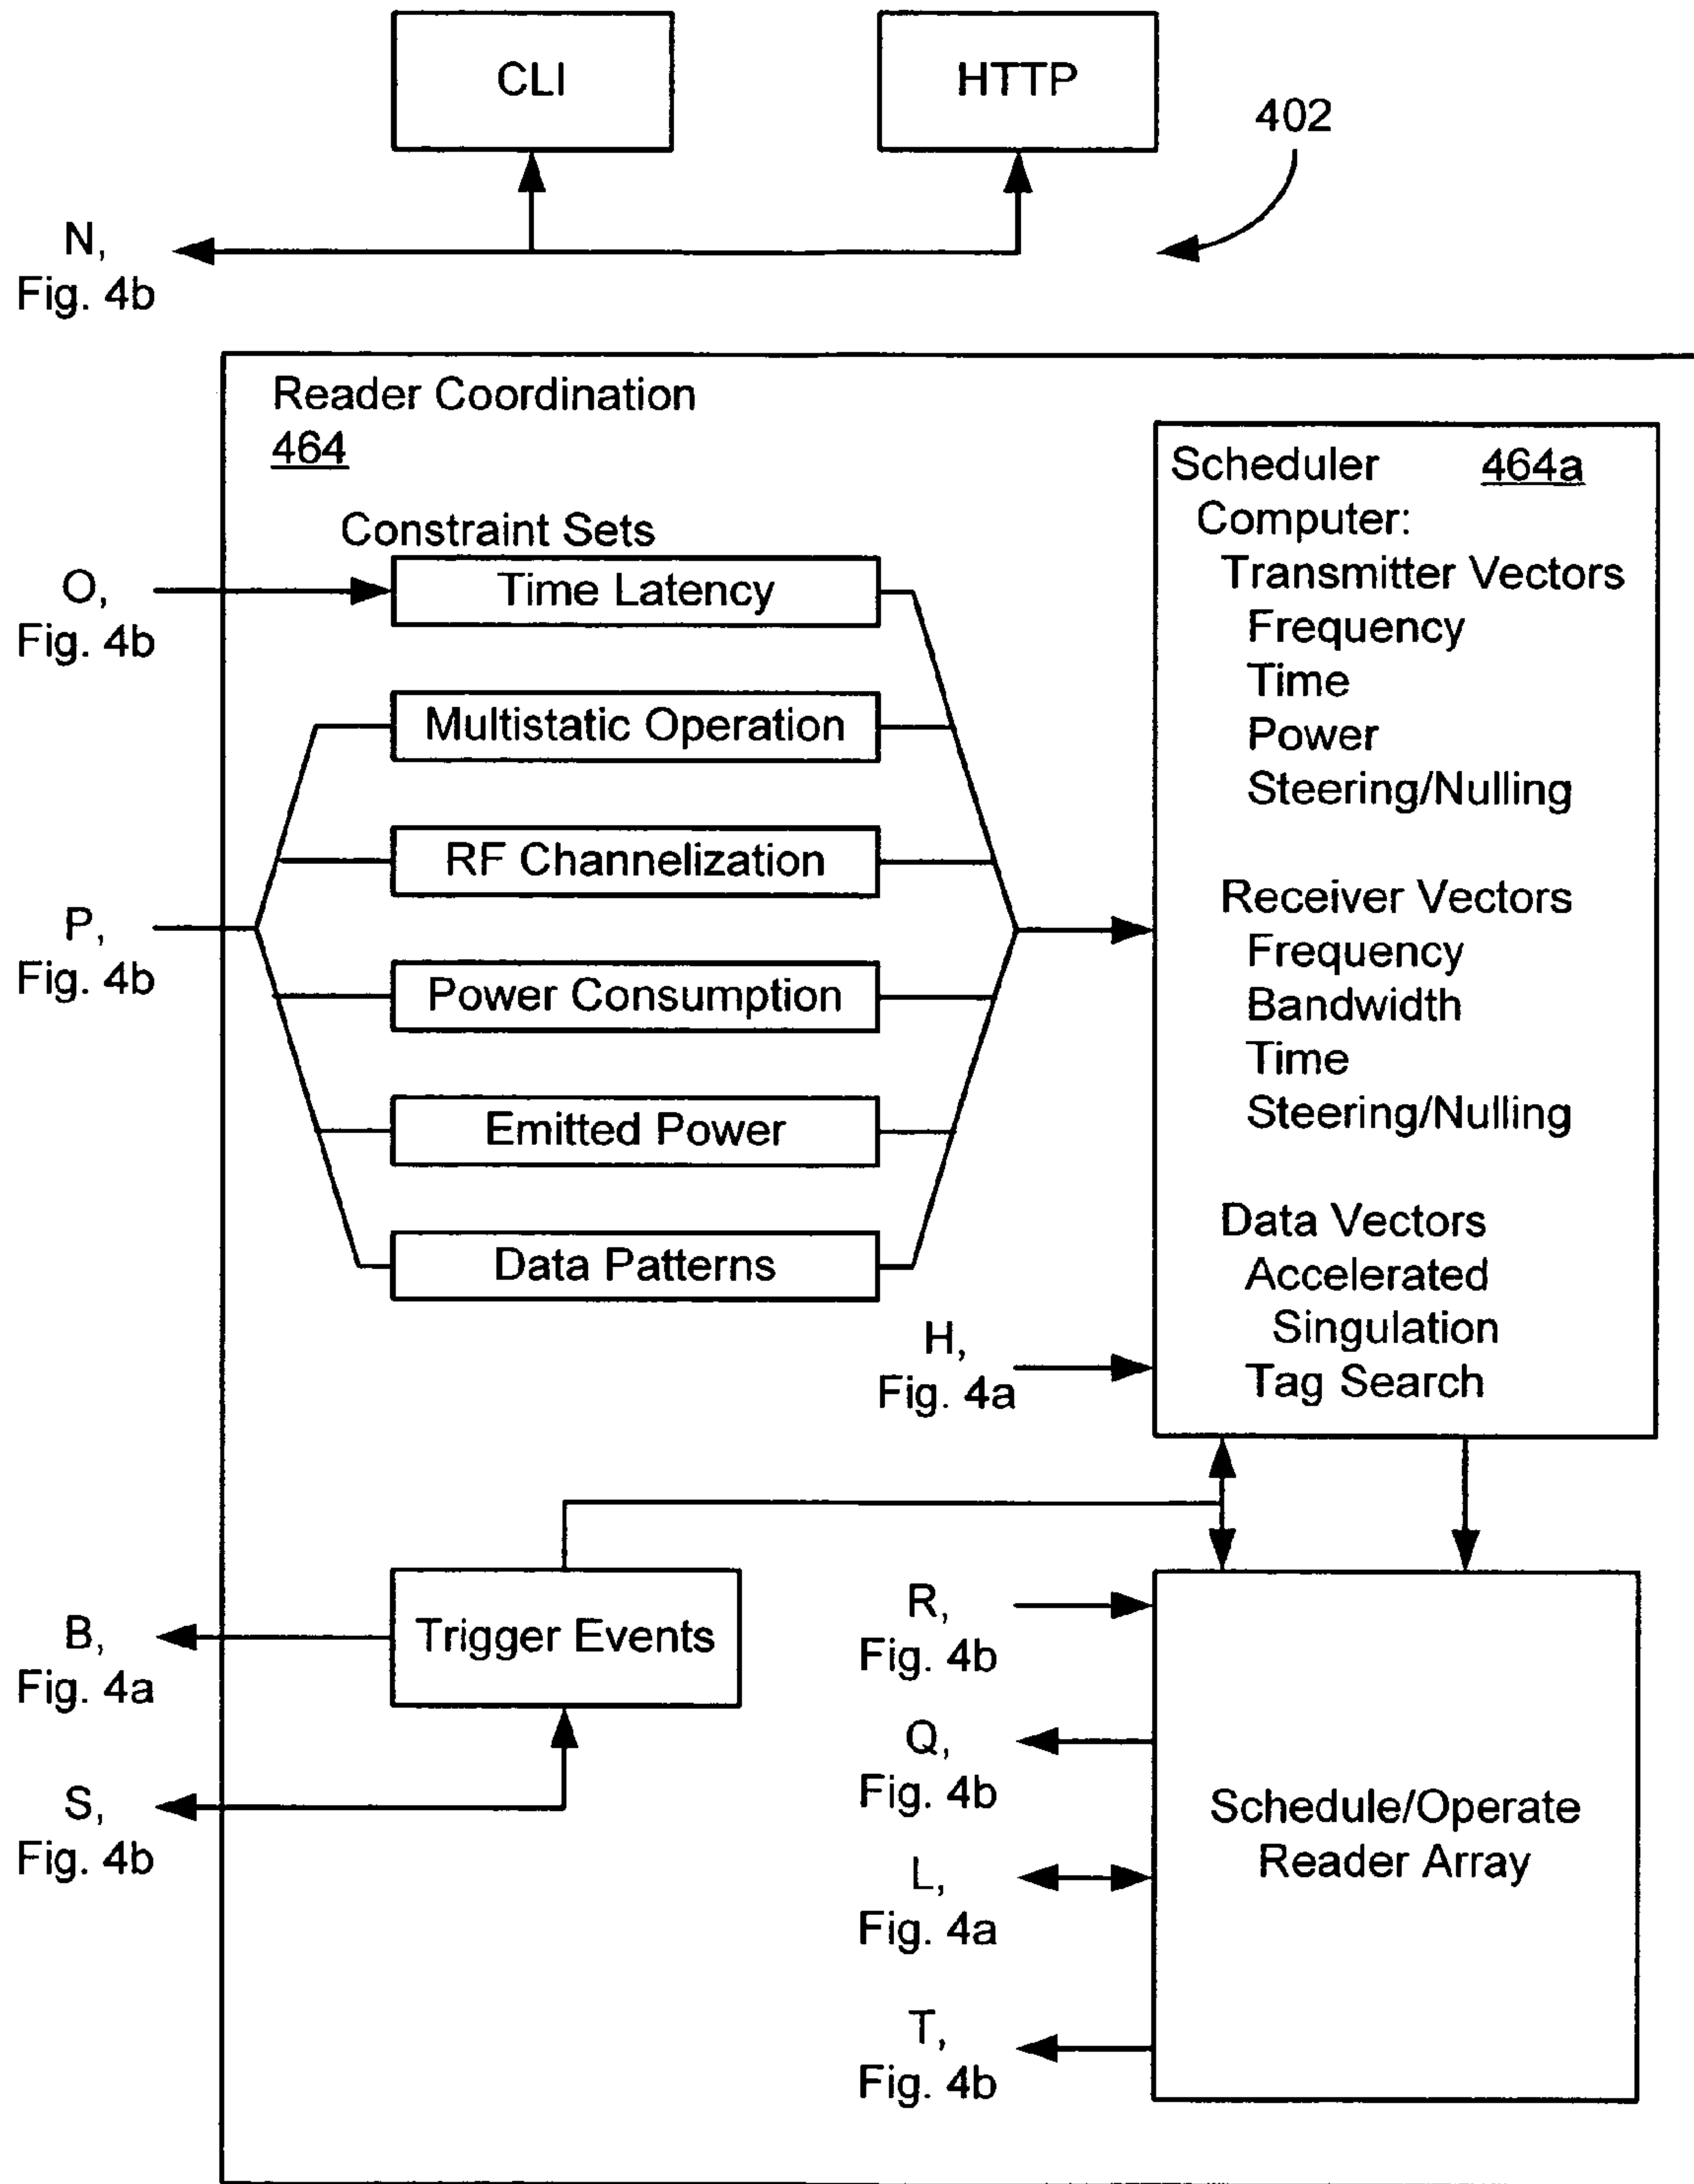 CLI
HTTP
402
N,
Fig. 4b
Reader Coordination
464
Constraint Sets
O,
Fig. 4b
Time Latency
Multistatic Operation
RF Channelization
P,
Fig. 4b
Power Consumption
Emitted Power
Data Patterns
Scheduler 464a
Computer:
Transmitter Vectors
Frequency
Time
Power
Steering/Nulling
Receiver Vectors
Frequency
Bandwidth
Time
Steering/Nulling
Data Vectors
Accelerated
Singulation
Tag Search
H,
Fig. 4a
B,
Fig. 4a
Trigger Events
S,
Fig. 4b
R,
Fig. 4b
Q,
Fig. 4b
L,
Fig. 4a
T,
Fig. 4b
Schedule/Operate
Reader Array